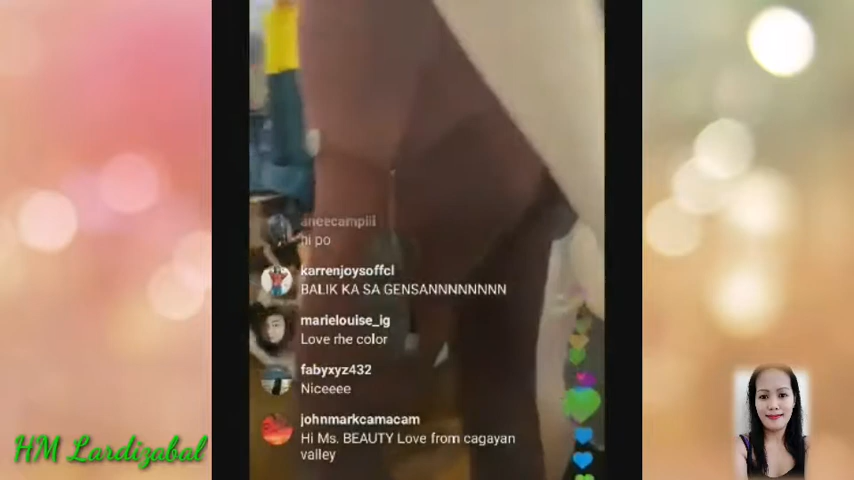 aneecampiii
hi po
karrenjoysoffcl
BALIK KA SA GENSANNNNNNNN
marielouise_ig
Love rhe color
fabyxyz432
Niceeee
johnmarkcamacam
Hi Ms. BEAUTY Love from cagayan
valley
HM Lardizabal